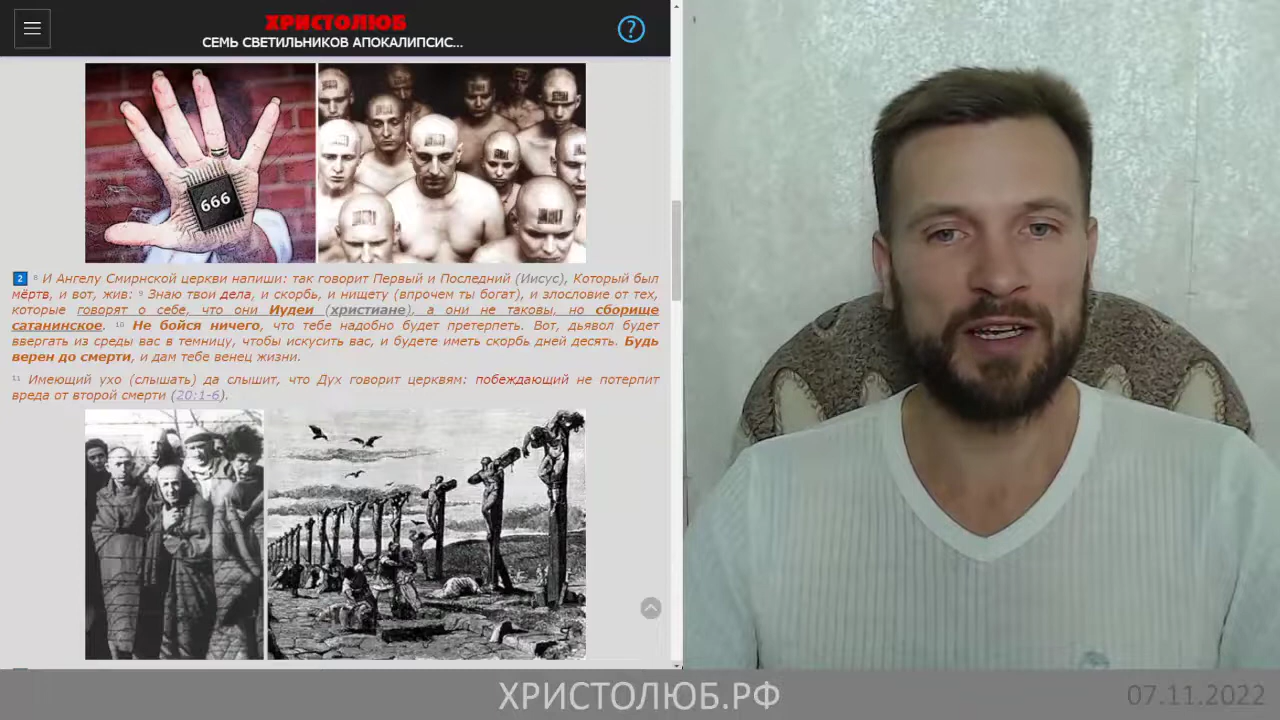 ХРИСТОЛЮБ
СЕМЬ СВЕТИЛЬНИКОВ АПОКАЛИПСИС...
?
666
2 8 И Ангелу Смирнской церкви напиши: так говорит Первый и Последний (Иисус), Который был
мёртв, и вот, жив: 9 Знаю твои дела, и скорбь, и нищету (впрочем ты богат), и злословие от тех,
которые говорят о себе, что они Иудеи (христиане), а они не таковы, но сборище
сатанинское. 10 Не бойся ничего, что тебе надобно будет претерпеть. Вот, дьявол будет
ввергать из среды вас в темницу, чтобы искусить вас, и будете иметь скорбь дней десять. Будь
верен до смерти, и дам тебе венец жизни.
11 Имеющий ухо (слышать) да слышит, что Дух говорит церквям: побеждающий не потерпит
вреда от второй смерти (20:1-6).
ХРИСТОЛЮБ.РФ
07.11.2022